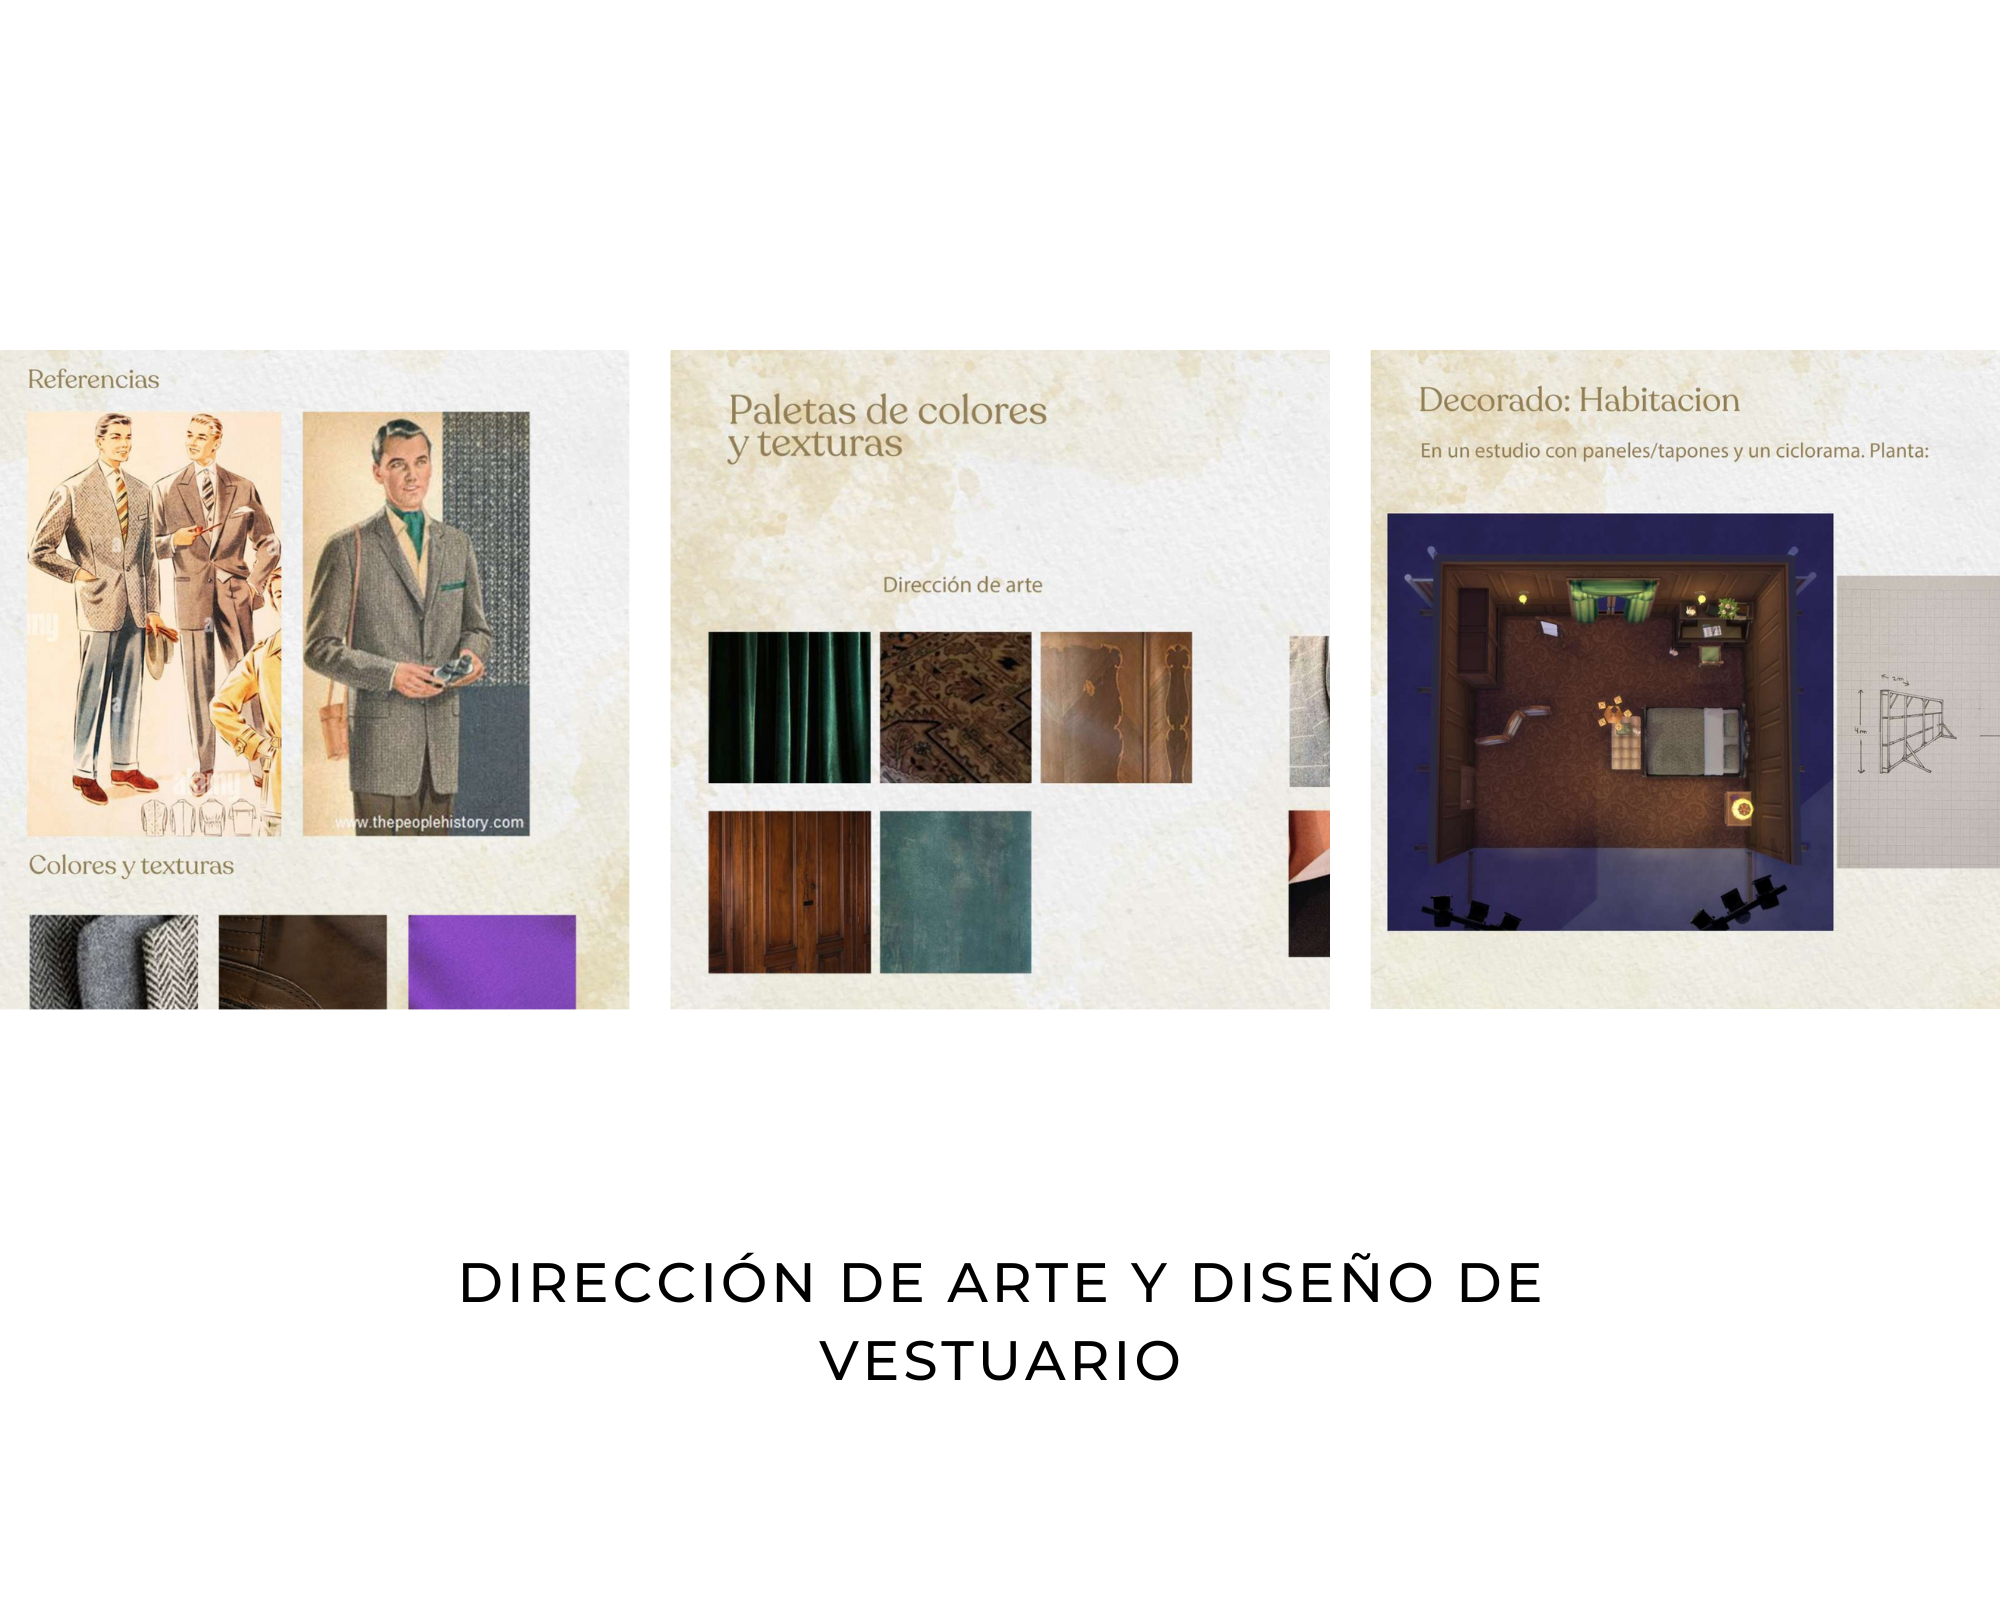 Referencias
alamy
a
a
a
www.thepeoplehistory.com
Colores y texturas
Paletas de colores
y texturas
Dirección de arte
Decorado: Habitacion
En un estudio con paneles/tapones y un ciclorama. Planta:
DIRECCIÓN DE ARTE Y DISEÑO DE
VESTUARIO